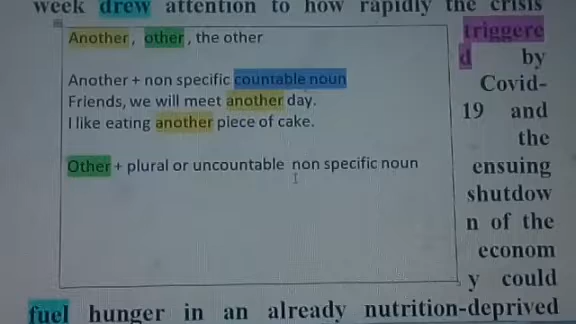 week drew attention to how rapidly the crisis
Another, other, the other
Another + non specific countable noun
Friends, we will meet another day.
I like eating another piece of cake.
Other + plural or uncountable non specific noun
triggere
d by
Covid-
19 and
the
ensuing
shutdow
n of the
econom
y could
fuel hunger in an already nutrition-deprived